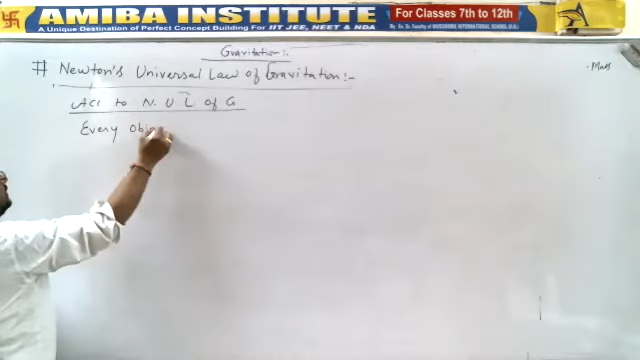 AMIBA INSTITUTE
A Unique Destination of Perfect Concept Building For IIT JEE, NEET & NDA
For Classes 7th to 12th
Gravitation:-
# Newton's Universal Law of Gravitation:-
Mass
Acc to N. U L of G
Every Obj